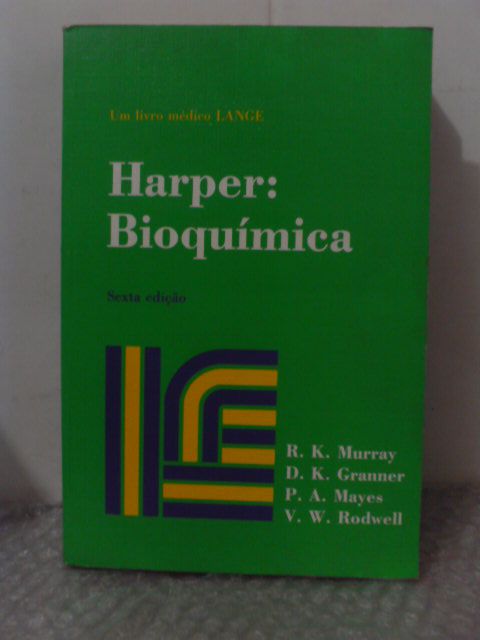 Um livro médico LANGE
Harper:
Bioquímica
Sexta edição
R. K. Murray
D. K. Granner
P. A. Mayes
V. W. Rodwell